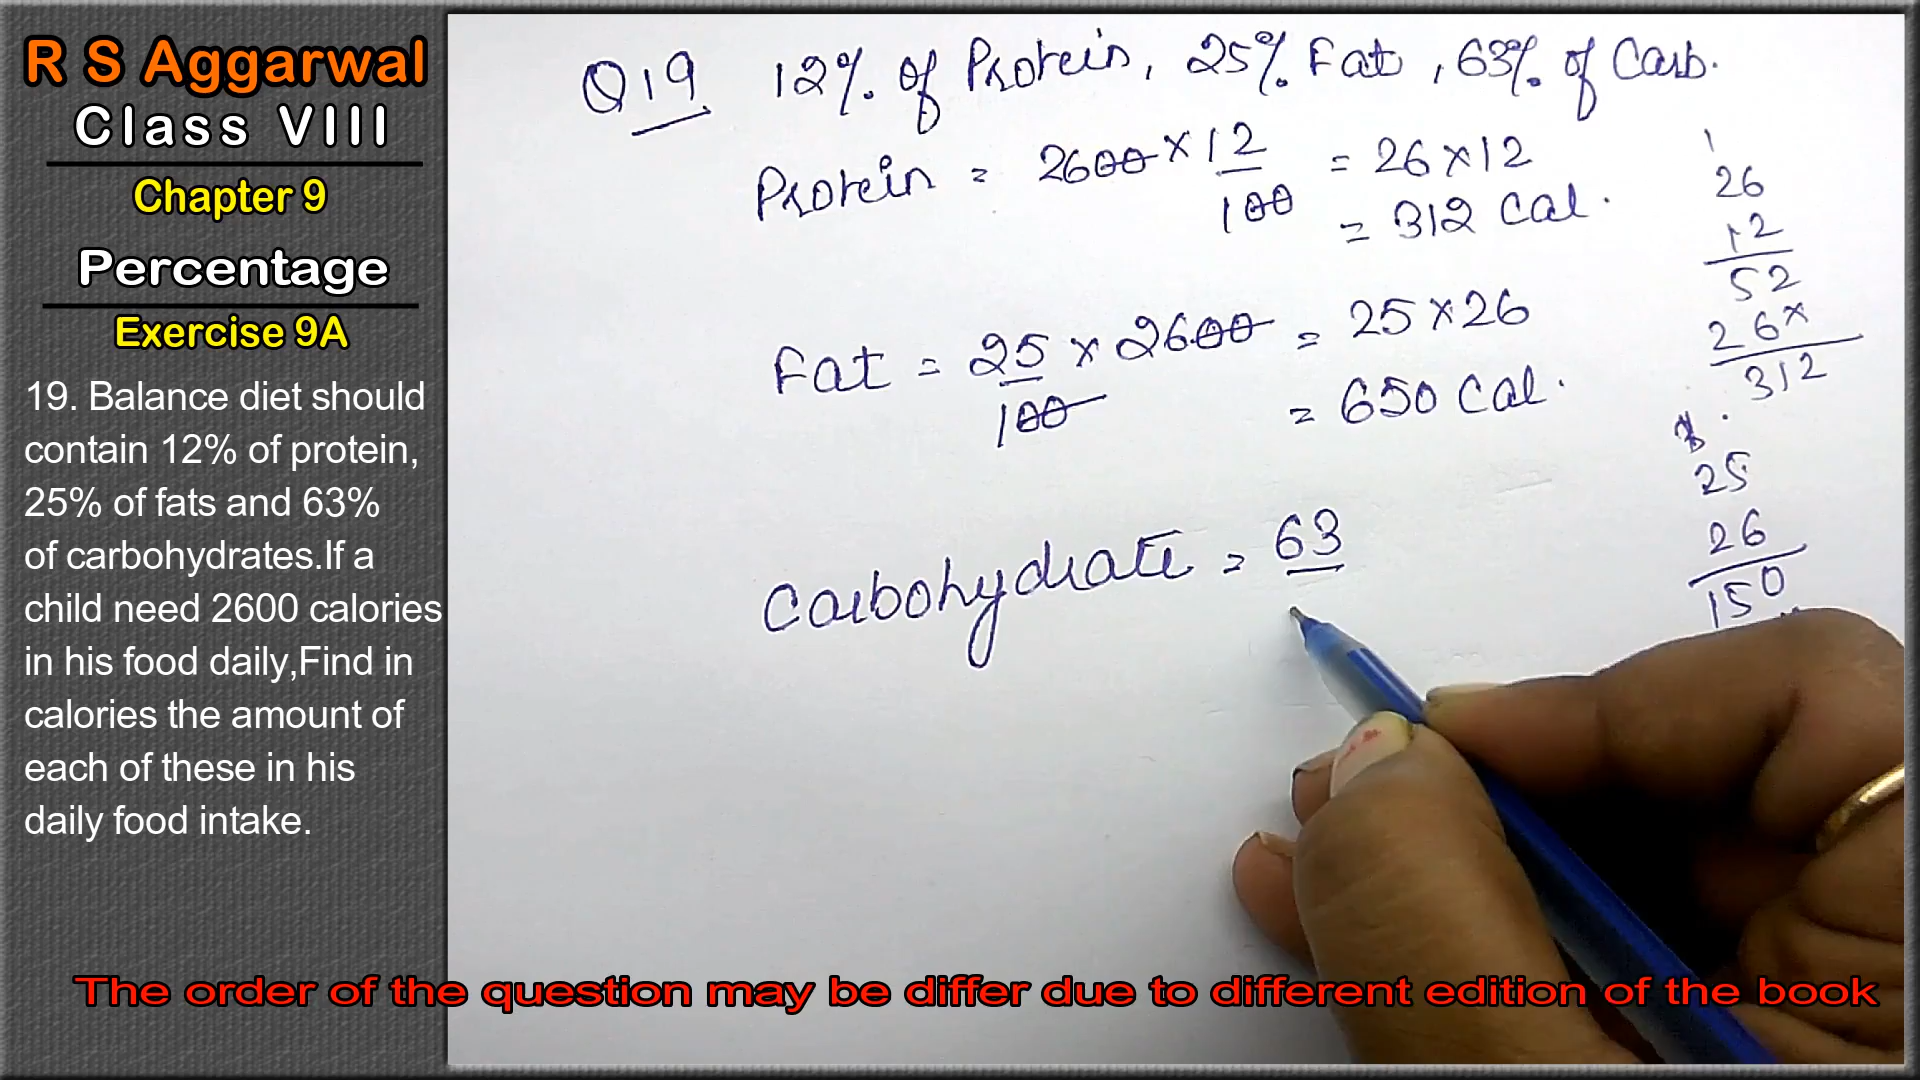 R S Aggarwal
Class VIII
Chapter 9
Percentage
Exercise 9A
19. Balance diet should
contain 12% of protein,
25% of fats and 63%
of carbohydrates.If a
child need 2600 calories
in his food daily,Find in
calories the amount of
each of these in his
daily food intake.
Q19 12% of Protein, 25% Fat, 63% of Carb.
Protein = 2600 × 12/100 = 26×12
= 312 Cal.
Fat = 25/100 × 2600 = 25×26
= 650 Cal.
Carbohydrate = 63
1
26
12
52
26×
312
25
26
150
The order of the question may be differ due to different edition of the book